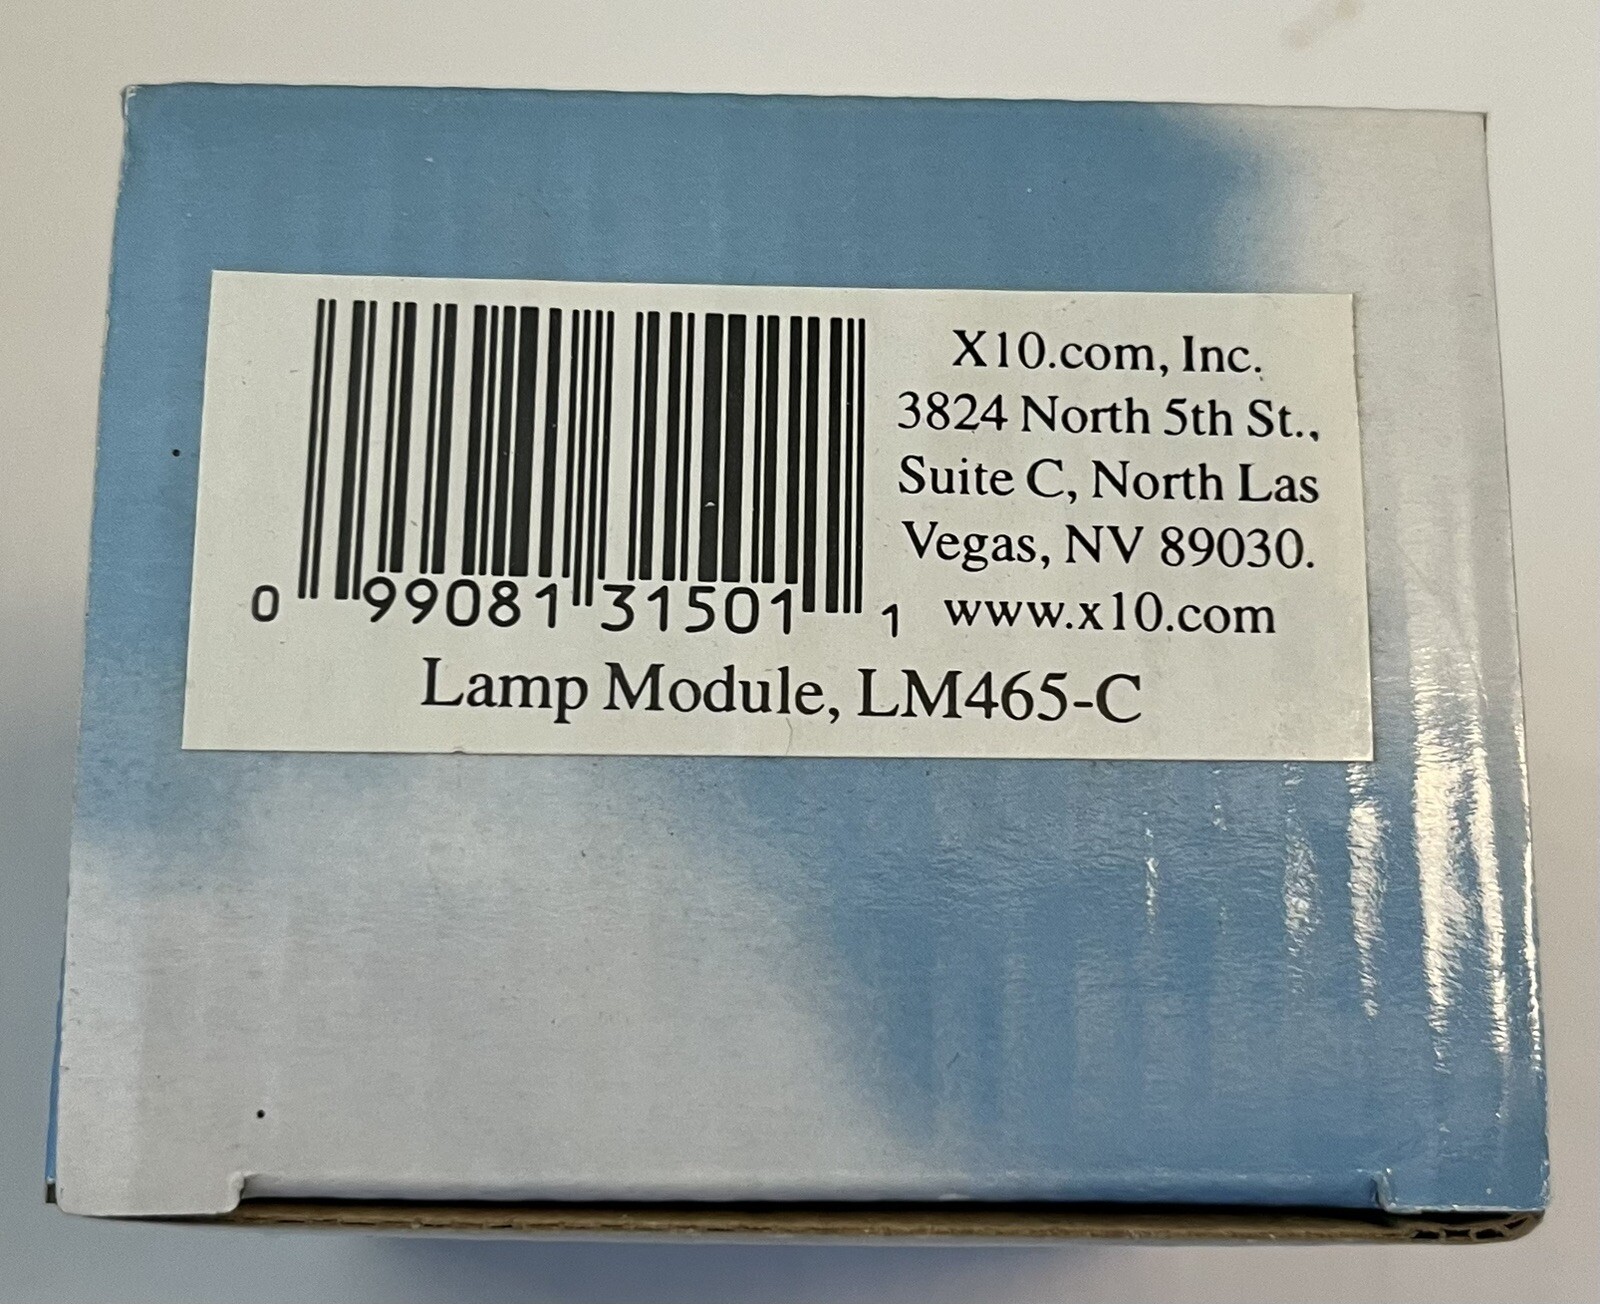 X10.com, Inc.
3824 North 5th St.,
Suite C, North Las
Vegas, NV 89030.
www.x10.com
0 99081 31501 1
Lamp Module, LM465-C